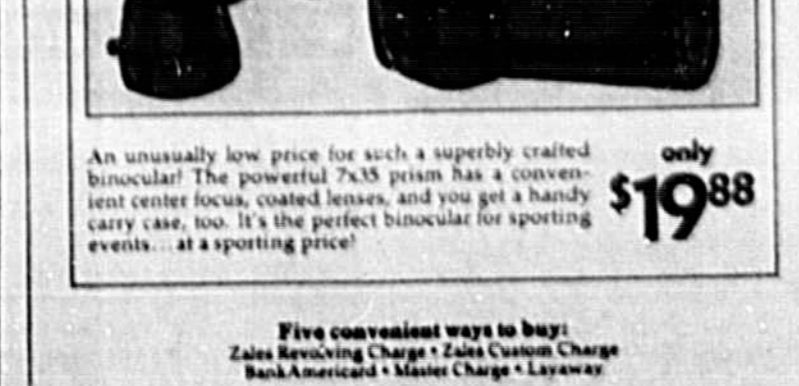 An unusually low price for such a superbly crafted
binocular! The powerful 7x35 prism has a conven-
ient center focus, coated lenses, and you get a handy
carry case, too. It's the perfect binocular for sporting
events... at a sporting price!
only
$19.88
Five convenient ways to buy:
Zales Revolving Charge • Zales Custom Charge
BankAmericard • Master Charge • Layaway